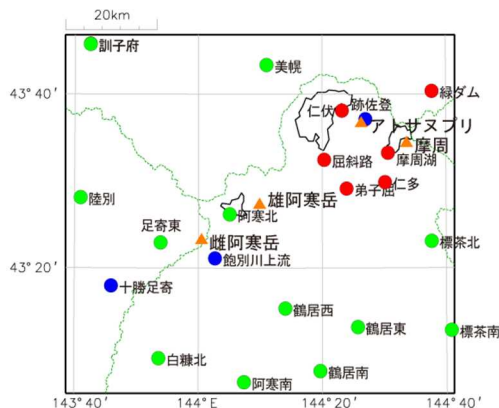 20km
訓子府
美幌
43°40′
緑ダム
仁伏
跡佐登
アトサヌプリ
摩周
摩周湖
屈斜路
仁多
弟子屈
陸別
雄阿寒岳
阿寒北
足寄東
雌阿寒岳
標茶北
43°20′
飽別川上流
十勝足寄
鶴居西
鶴居東
標茶南
白糠北
鶴居南
阿寒南
143°40′
144°E
144°20′
144°40′